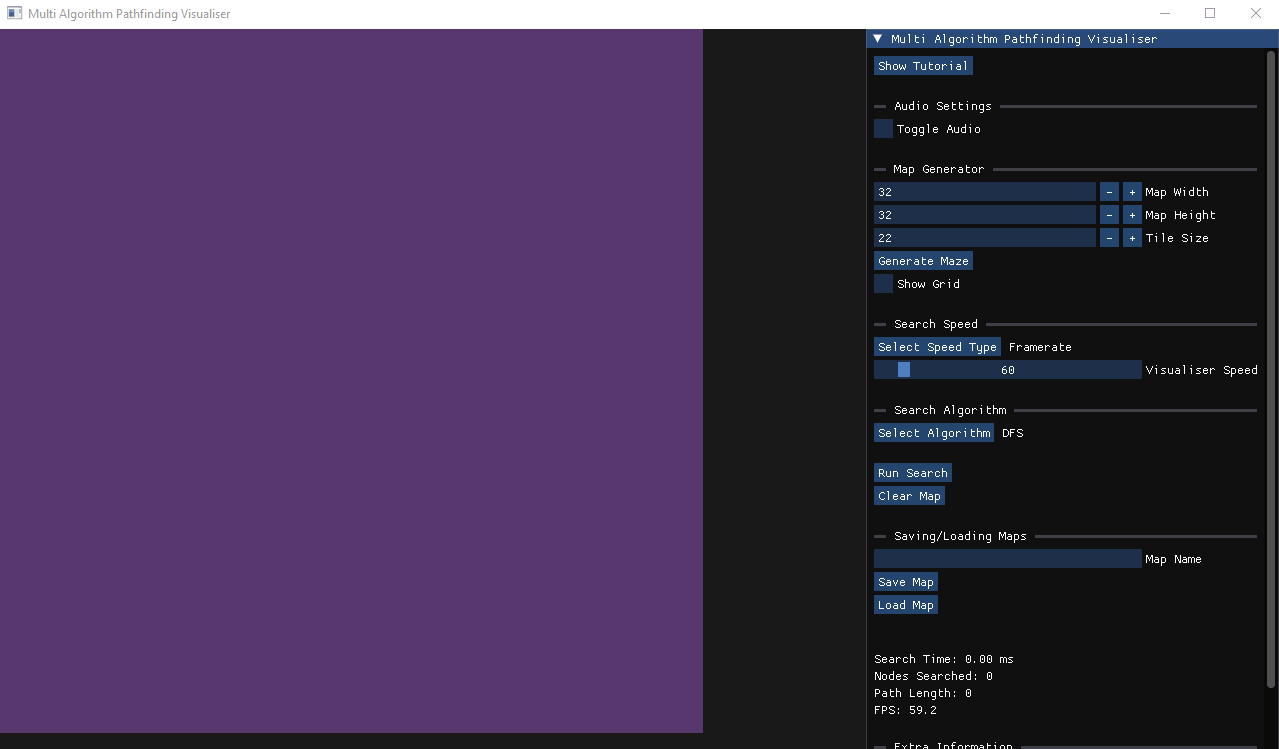 Multi Algorithm Pathfinding Visualiser
Multi Algorithm Pathfinding Visualiser
Show Tutorial
Audio Settings
Toggle Audio
Map Generator
32 - + Map Width
32 - + Map Height
22 - + Tile Size
Generate Maze
Show Grid
Search Speed
Select Speed Type Framerate
60 Visualiser Speed
Search Algorithm
Select Algorithm DFS
Run Search
Clear Map
Saving/Loading Maps
Map Name
Save Map
Load Map
Search Time: 0.00 ms
Nodes Searched: 0
Path Length: 0
FPS: 59.2
Extra Information